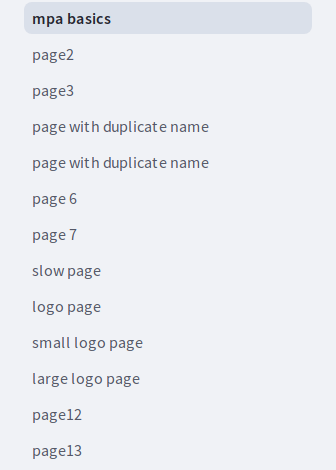 mpa basics
page2
page3
page with duplicate name
page with duplicate name
page 6
page 7
slow page
logo page
small logo page
large logo page
page12
page13